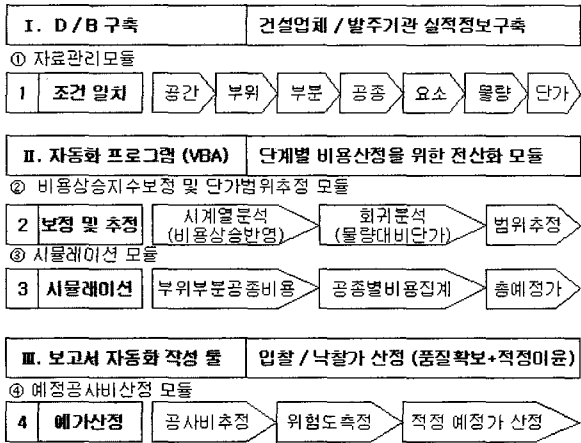 I. D/B 구축 건설업체 / 발주기관 실적정보구축
① 자료관리모듈
1 조건 일치 공간 부위 부분 공종 요소 물량 단가
II. 자동화 프로그램 (VBA) 단계별 비용산정을 위한 전산화 모듈
② 비용상승지수보정 및 단가범위추정 모듈
2 보정 및 추정 시계열분석 (비용상승반영) 회귀분석 (물량대비단가) 범위추정
③ 시뮬레이션 모듈
3 시뮬레이션 부위부분공종비용 공종별비용집계 총예정가
III. 보고서 자동화 작성 툴 입찰 / 낙찰가 산정 (품질확보+적정이윤)
④ 예정공사비산정 모듈
4 예가산정 공사비추정 위험도측정 적정 예정가 산정